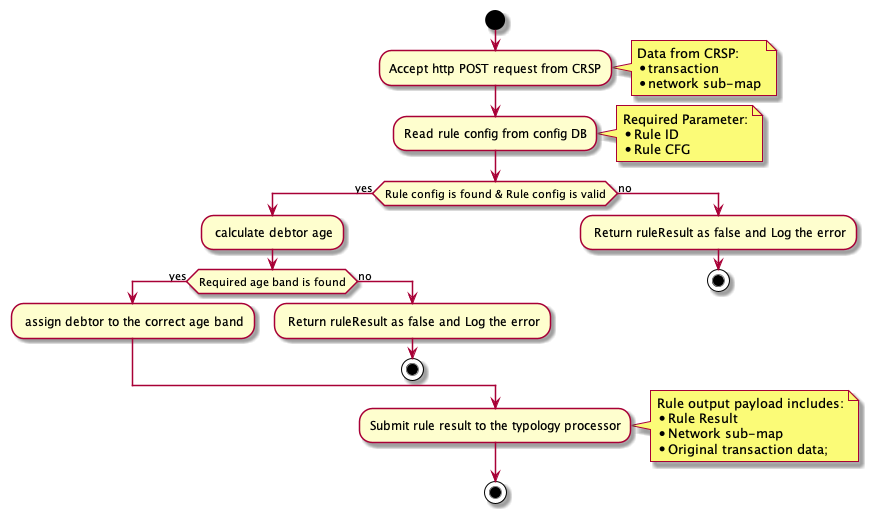 Accept http POST request from CRSP
Data from CRSP:
•transaction
•network sub-map
Read rule config from config DB
Required Parameter:
•Rule ID
•Rule CFG
yes
Rule config is found & Rule config is valid
no
calculate debtor age
Return ruleResult as false and Log the error
yes
Required age band is found
no
assign debtor to the correct age band
Return ruleResult as false and Log the error
Submit rule result to the typology processor
Rule output payload includes:
•Rule Result
•Network sub-map
•Original transaction data;